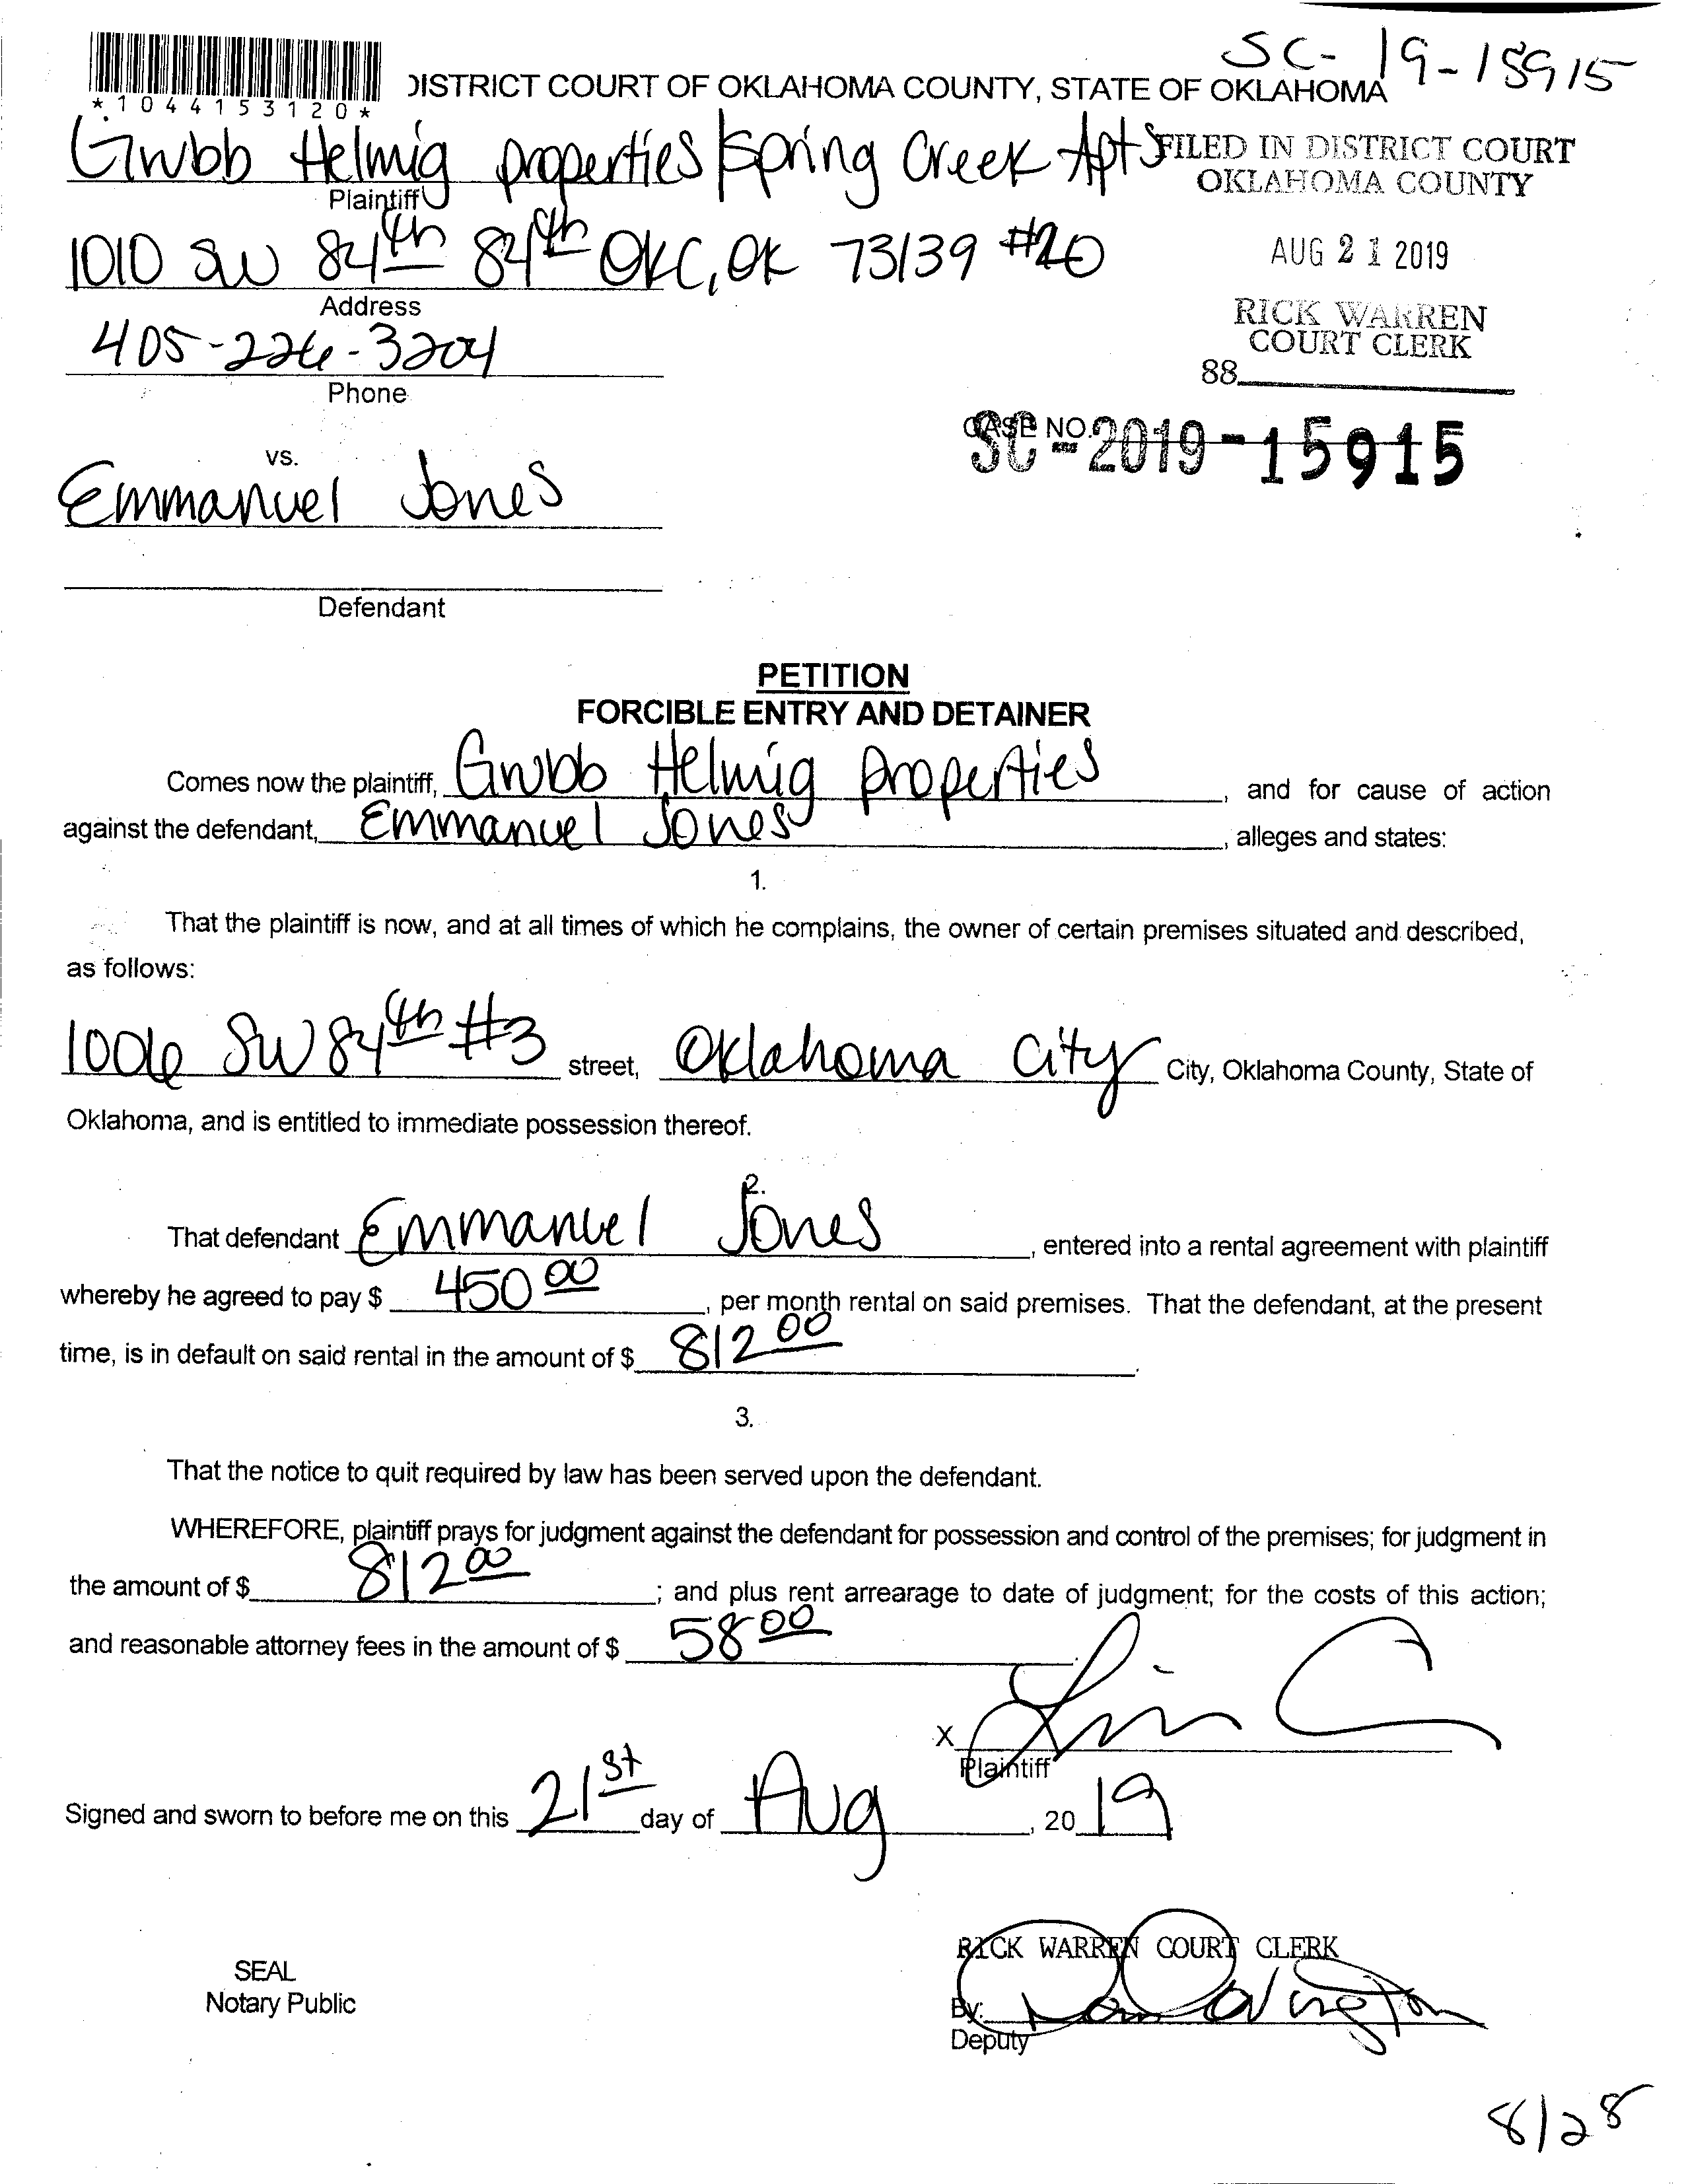 SC-19-15915
*1044153120*
DISTRICT COURT OF OKLAHOMA COUNTY, STATE OF OKLAHOMA
Grubb Helmig properties/Spring Creek Apts
Plaintiff
FILED IN DISTRICT COURT
OKLAHOMA COUNTY
1010 SW 84th 84th OKC, OK 73139 #20
Address
AUG 21 2019
405-226-3204
Phone
RICK WARREN
COURT CLERK
88
CASE NO.
SC-2019-15915
vs.
Emmanuel Jones
Defendant
PETITION
FORCIBLE ENTRY AND DETAINER
Comes now the plaintiff, Grubb Helmig properties, and for cause of action
against the defendant, Emmanuel Jones, alleges and states:
1.
That the plaintiff is now, and at all times of which he complains, the owner of certain premises situated and described,
as follows:
1006 SW 84th #3 street, Oklahoma City City, Oklahoma County, State of
Oklahoma, and is entitled to immediate possession thereof.
2.
That defendant Emmanuel Jones, entered into a rental agreement with plaintiff
whereby he agreed to pay $ 450 00, per month rental on said premises. That the defendant, at the present
time, is in default on said rental in the amount of $ 812 00.
3.
That the notice to quit required by law has been served upon the defendant.
WHEREFORE, plaintiff prays for judgment against the defendant for possession and control of the premises; for judgment in
the amount of $ 812 00; and plus rent arrearage to date of judgment; for the costs of this action;
and reasonable attorney fees in the amount of $ 58 00.
X
Plaintiff
Signed and sworn to before me on this 21st day of Aug, 2019
RICK WARREN COURT CLERK
SEAL
Notary Public
By:
Deputy
8/28